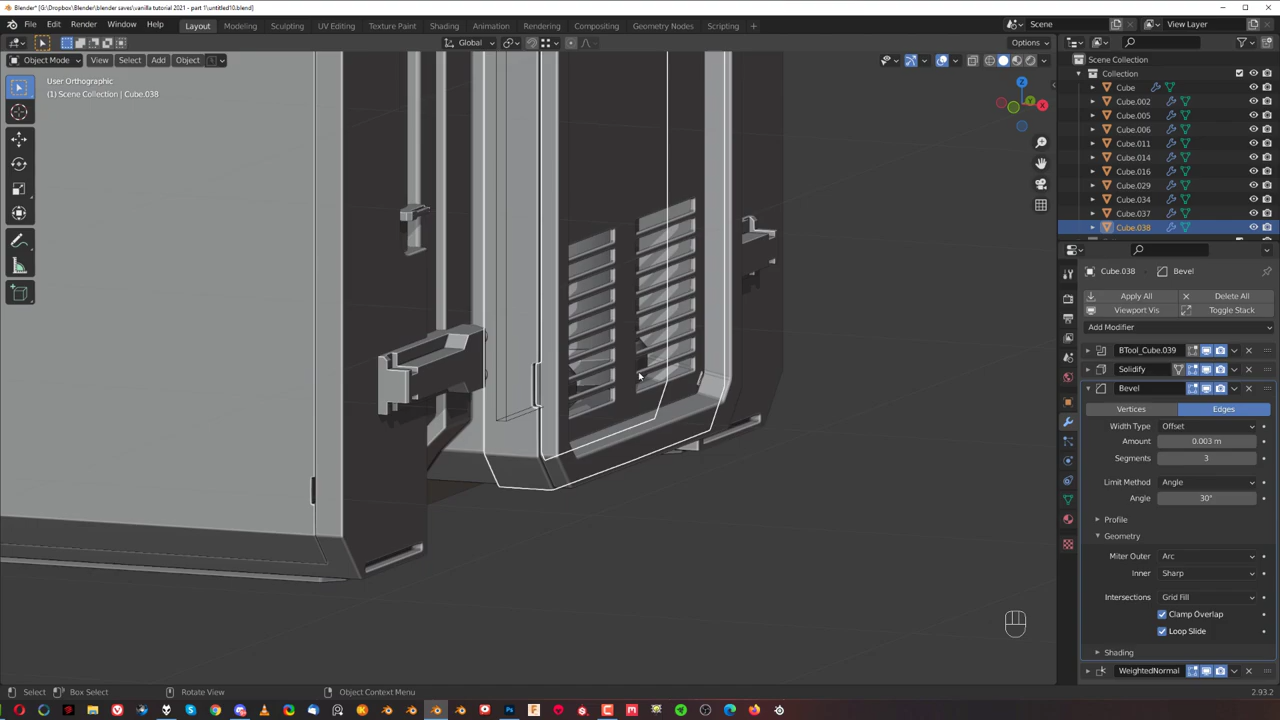 Blender* [G:\Dropbox\Blender\blender saves\vanilla tutorial 2021 - part 1\untitled10.blend]
File Edit Render Window Help Layout Modeling Sculpting UV Editing Texture Paint Shading Animation Rendering Compositing Geometry Nodes Scripting + Scene View Layer
Global Options
Object Mode View Select Add Object
User Orthographic
(1) Scene Collection | Cube.038
Z
Y
X
Scene Collection
Collection
Cube
Cube.002
Cube.005
Cube.006
Cube.011
Cube.014
Cube.016
Cube.029
Cube.034
Cube.037
Cube.038
Cube.038 Bevel
Apply All Delete All
Viewport Vis Toggle Stack
Add Modifier
BTool_Cube.039
Solidify
Bevel
Vertices Edges
Width Type Offset
Amount 0.003 m
Segments 3
Limit Method Angle
Angle 30°
Profile
Geometry
Miter Outer Arc
Inner Sharp
Intersections Grid Fill
Clamp Overlap
Loop Slide
Shading
WeightedNormal
Select Box Select Rotate View Object Context Menu 2.93.2